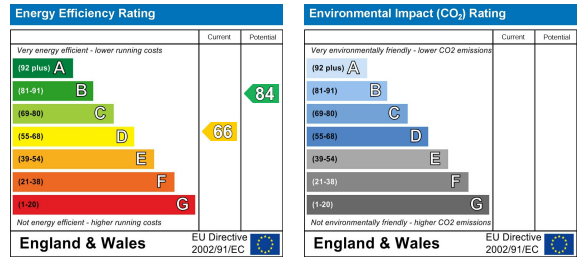 Energy Efficiency Rating
Current Potential
Very energy efficient - lower running costs
(92 plus) A
(81-91) B
(69-80) C
(55-68) D
(39-54) E
(21-38) F
(1-20) G
66
84
Not energy efficient - higher running costs
England & Wales
EU Directive
2002/91/EC
Environmental Impact (CO2) Rating
Current Potential
Very environmentally friendly - lower CO2 emissions
(92 plus) A
(81-91) B
(69-80) C
(55-68) D
(39-54) E
(21-38) F
(1-20) G
Not environmentally friendly - higher CO2 emissions
England & Wales
EU Directive
2002/91/EC